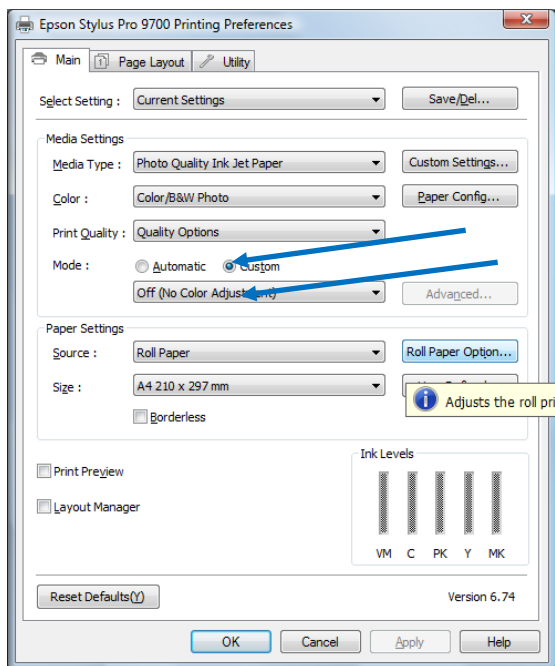 Epson Stylus Pro 9700 Printing Preferences
Main Page Layout Utility
Select Setting : Current Settings Save/Del...
Media Settings
Media Type : Photo Quality Ink Jet Paper Custom Settings...
Color : Color/B&W Photo Paper Config...
Print Quality : Quality Options
Mode : Automatic Custom
Off (No Color Adjustment) Advanced...
Paper Settings
Source : Roll Paper Roll Paper Option...
Size : A4 210 x 297 mm
Adjusts the roll pri
Borderless
Print Preview
Layout Manager
Ink Levels
VM C PK Y MK
Reset Defaults(Y) Version 6.74
OK Cancel Apply Help